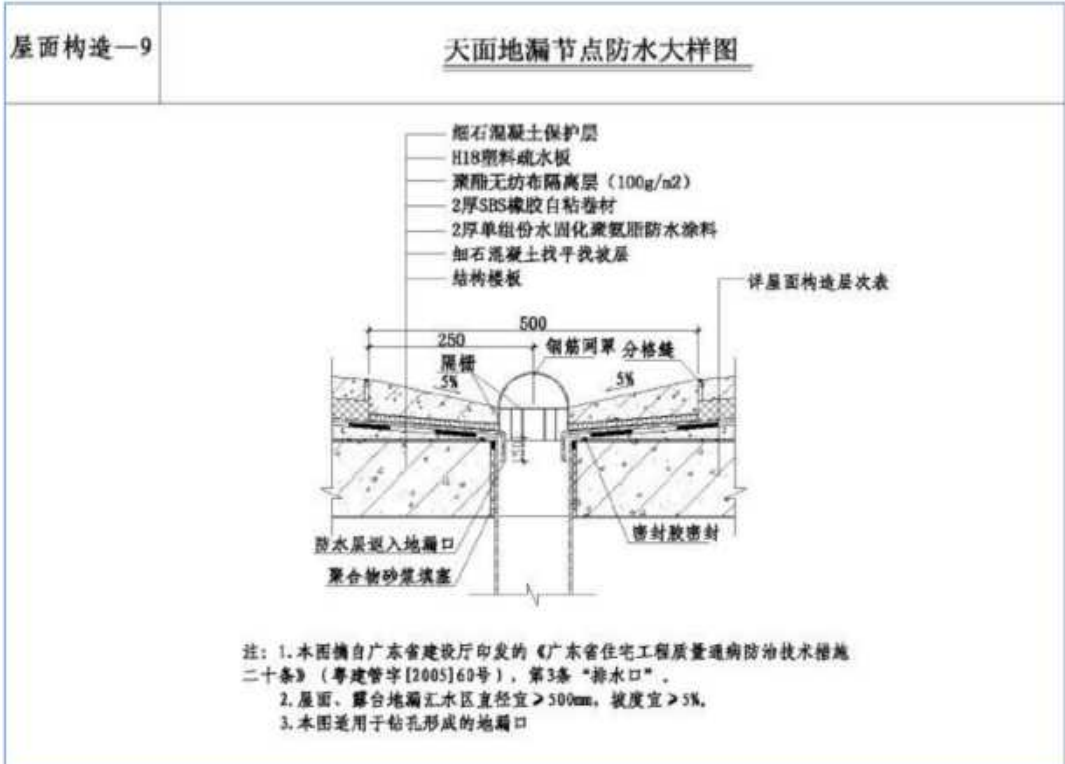 屋面构造—9
天面地漏节点防水大样图
细石混凝土保护层
H18塑料疏水板
聚酯无纺布隔离层（100g/m2）
2厚SBS橡胶自粘卷材
2厚单组份水固化聚氨脂防水涂料
细石混凝土找平找坡层
结构楼板
详屋面构造层次表
500
250
钢筋网罩
分格缝
隔栅
5%
5%
防水层返入地漏口
密封胶密封
聚合物砂浆填塞
注：1.本图摘自广东省建设厅印发的《广东省住宅工程质量通病防治技术措施
二十条》（粤建管字[2005]60号），第3条“排水口”。
2.屋面、露台地漏汇水区直径宜≥500mm，坡度宜≥5%。
3.本图适用于钻孔形成的地漏口